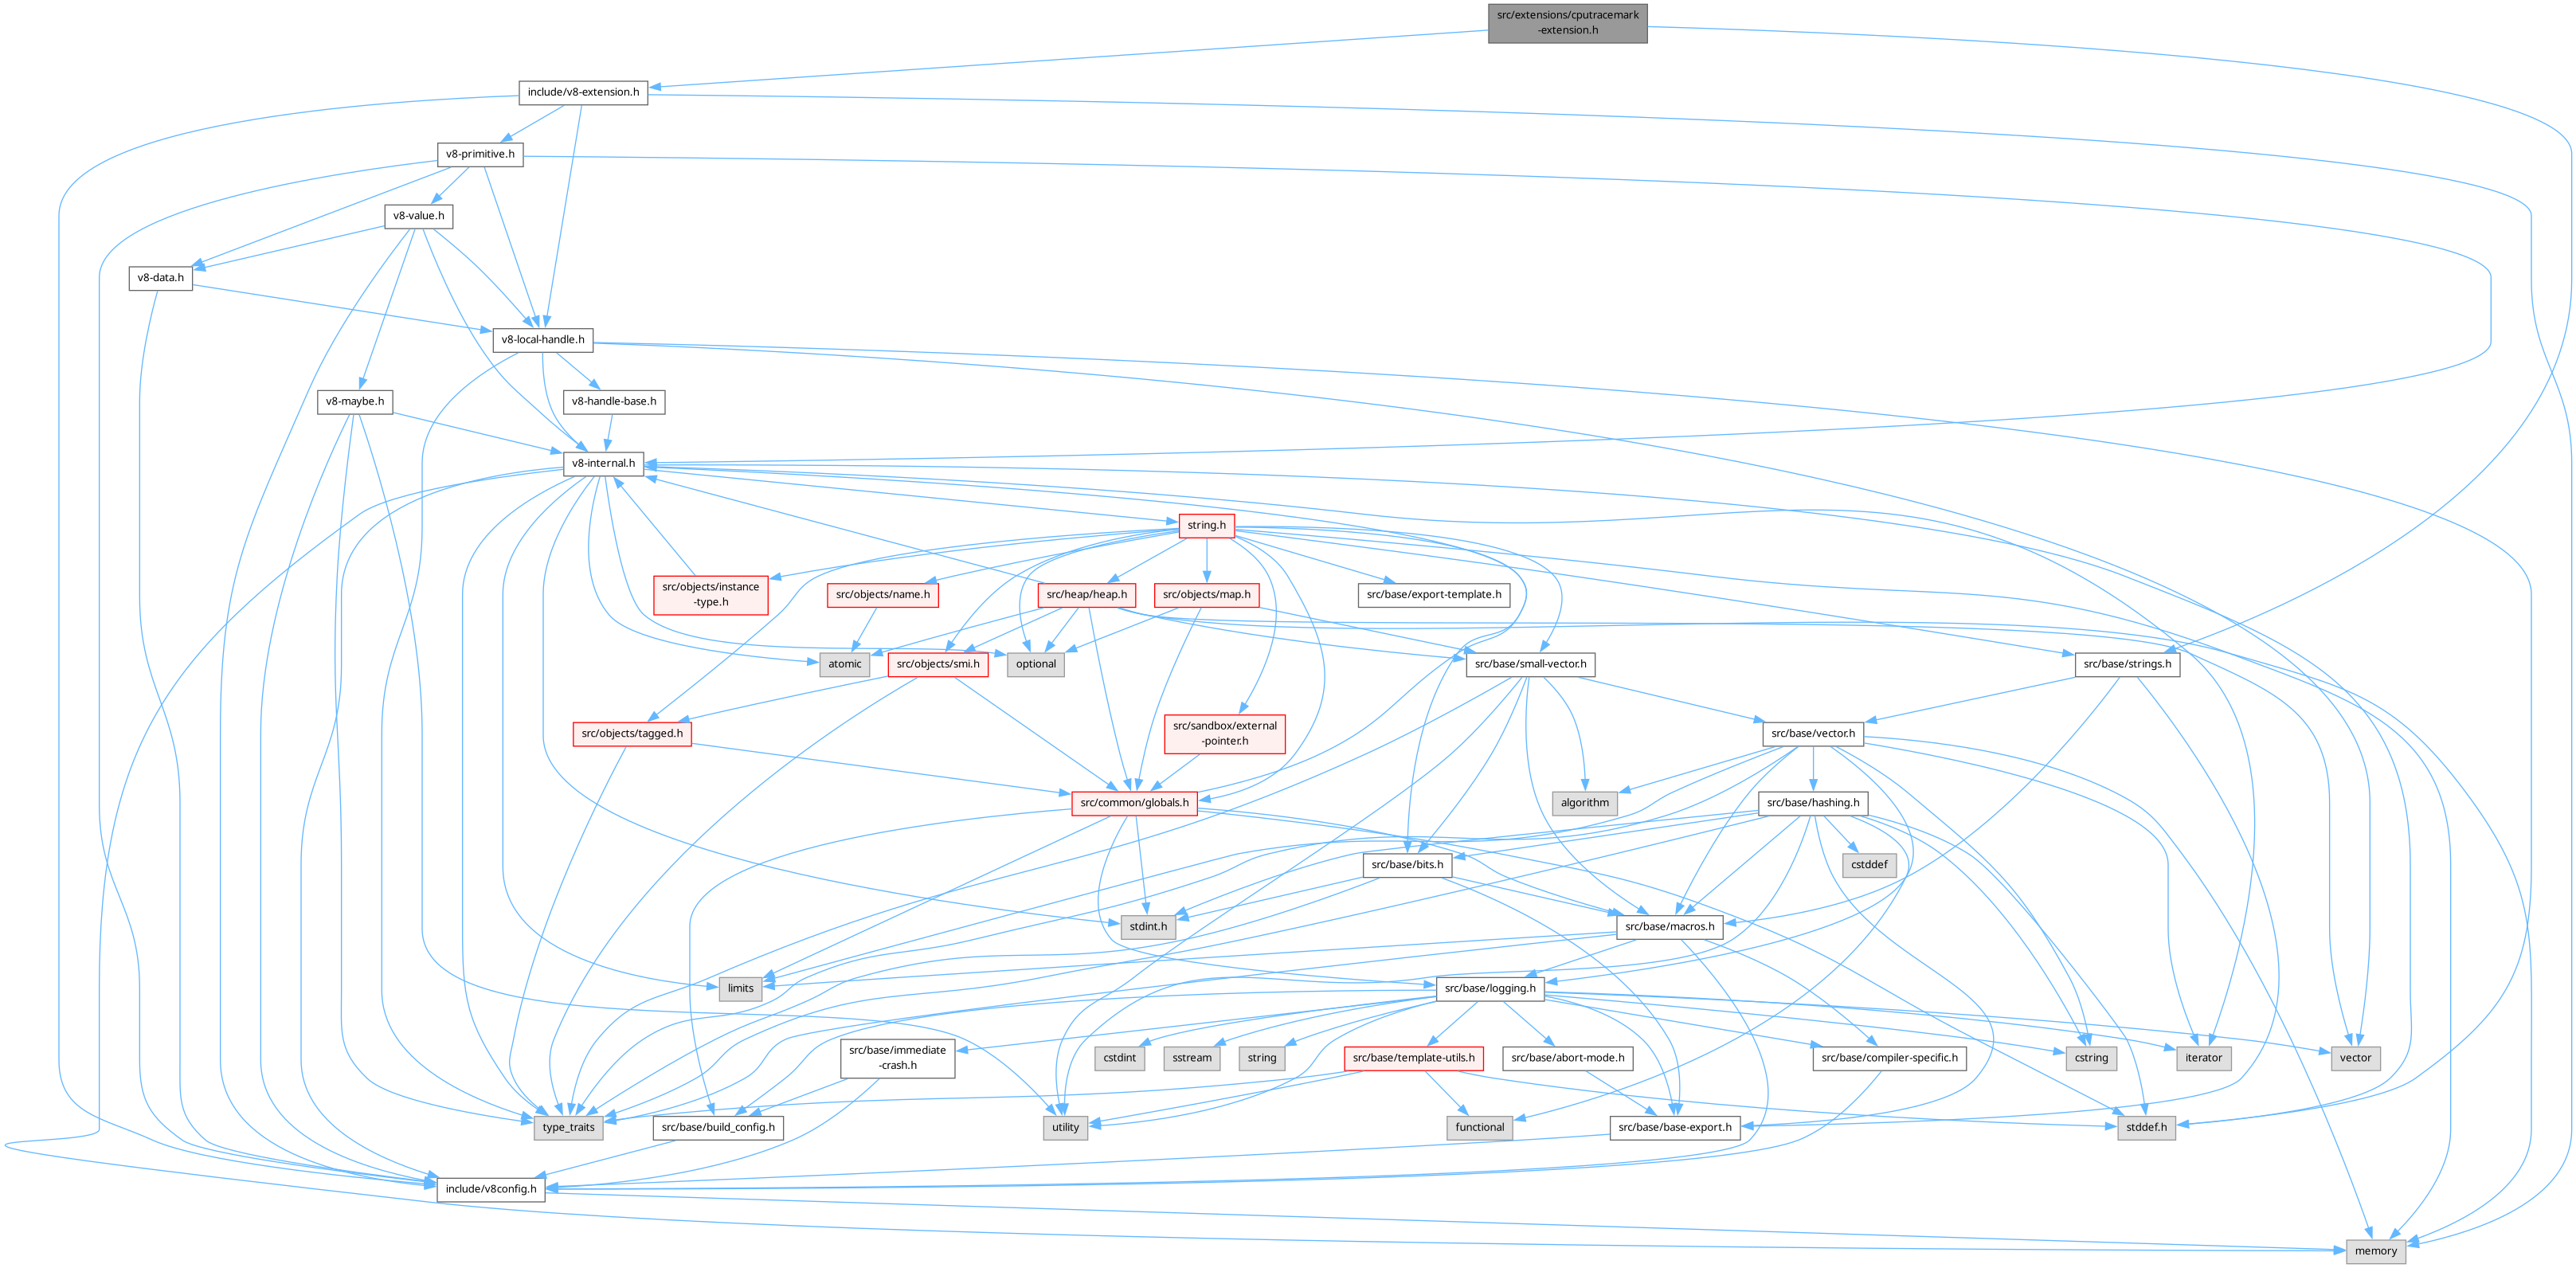 src/extensions/cputracemark
-extension.h
include/v8-extension.h
v8-primitive.h
v8-value.h
v8-data.h
v8-local-handle.h
v8-maybe.h
v8-handle-base.h
v8-internal.h
string.h
src/objects/instance
-type.h
src/objects/name.h
src/heap/heap.h
src/objects/map.h
src/base/export-template.h
atomic
src/objects/smi.h
optional
src/base/small-vector.h
src/base/strings.h
src/objects/tagged.h
src/sandbox/external
-pointer.h
src/base/vector.h
src/common/globals.h
algorithm
src/base/hashing.h
src/base/bits.h
cstddef
stdint.h
src/base/macros.h
limits
src/base/logging.h
src/base/immediate
-crash.h
cstdint
sstream
string
src/base/template-utils.h
src/base/abort-mode.h
src/base/compiler-specific.h
cstring
iterator
vector
type_traits
src/base/build_config.h
utility
functional
src/base/base-export.h
stddef.h
include/v8config.h
memory